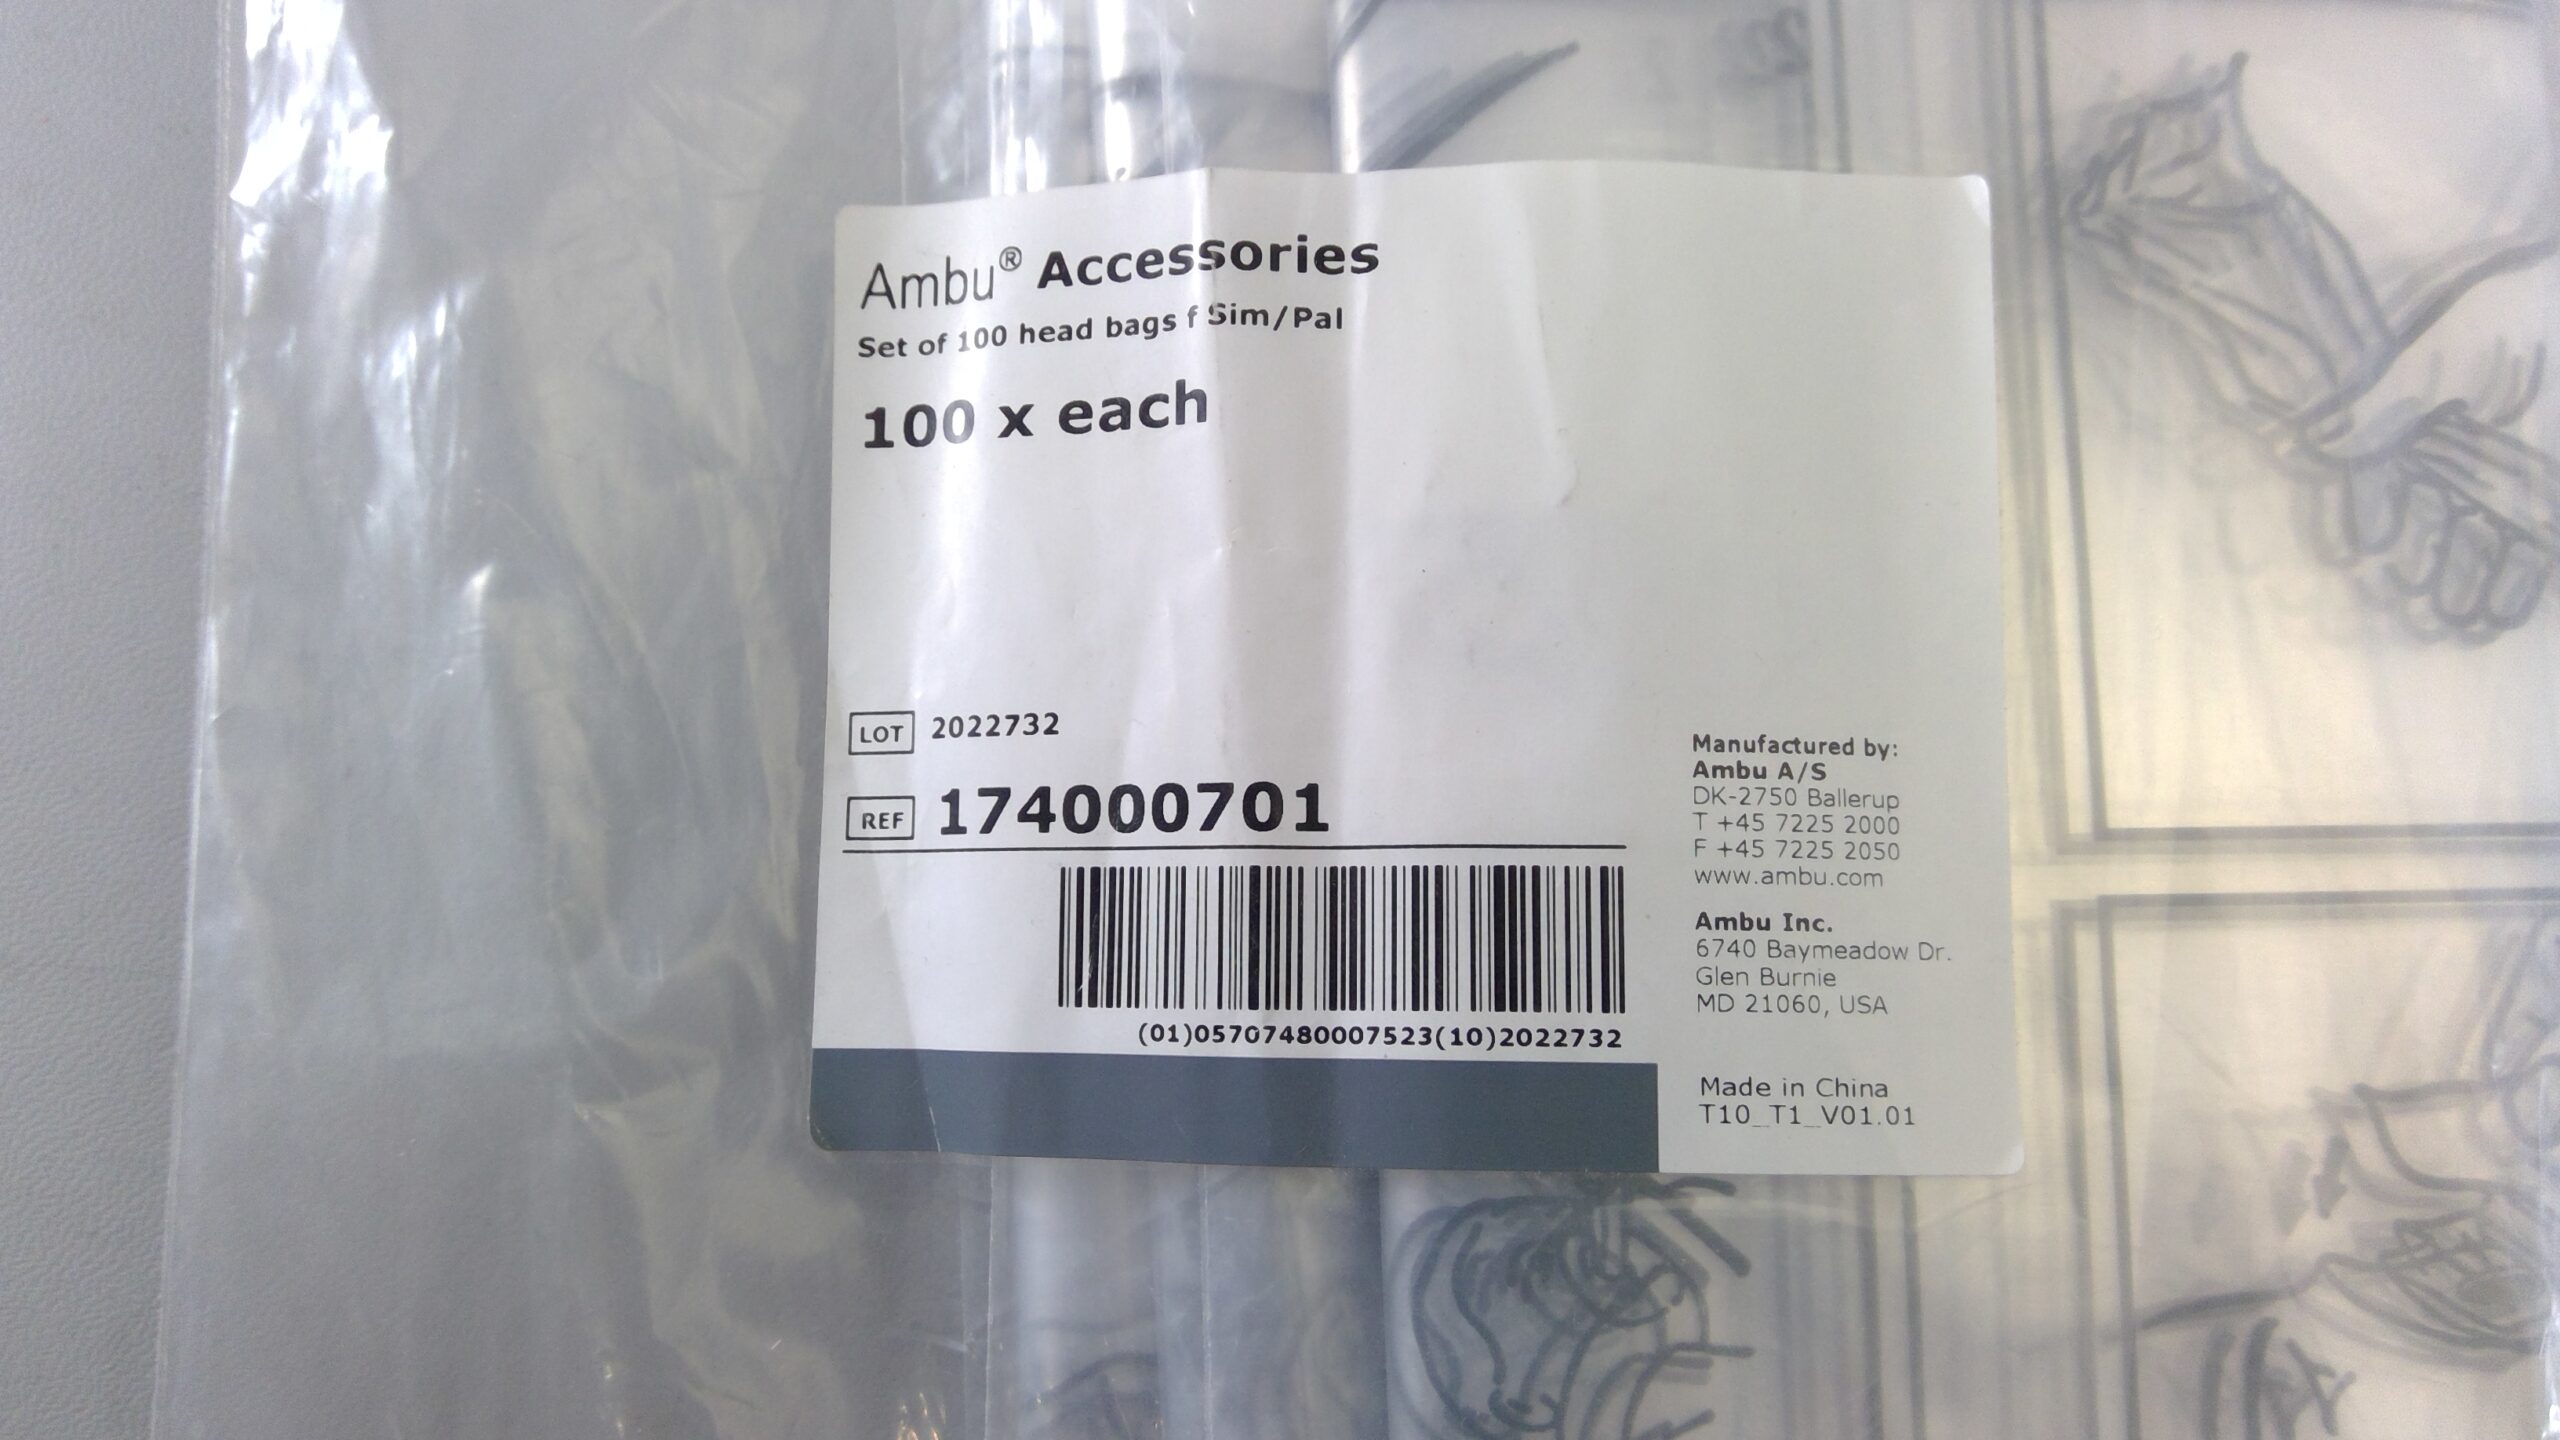 Ambu® Accessories
Set of 100 head bags f Sim/Pal
100 x each
LOT 2022732
REF 174000701
(01)05707480007523(10)2022732
Manufactured by:
Ambu A/S
DK-2750 Ballerup
T +45 7225 2000
F +45 7225 2050
www.ambu.com
Ambu Inc.
6740 Baymeadow Dr.
Glen Burnie
MD 21060, USA
Made in China
T10_T1_V01.01